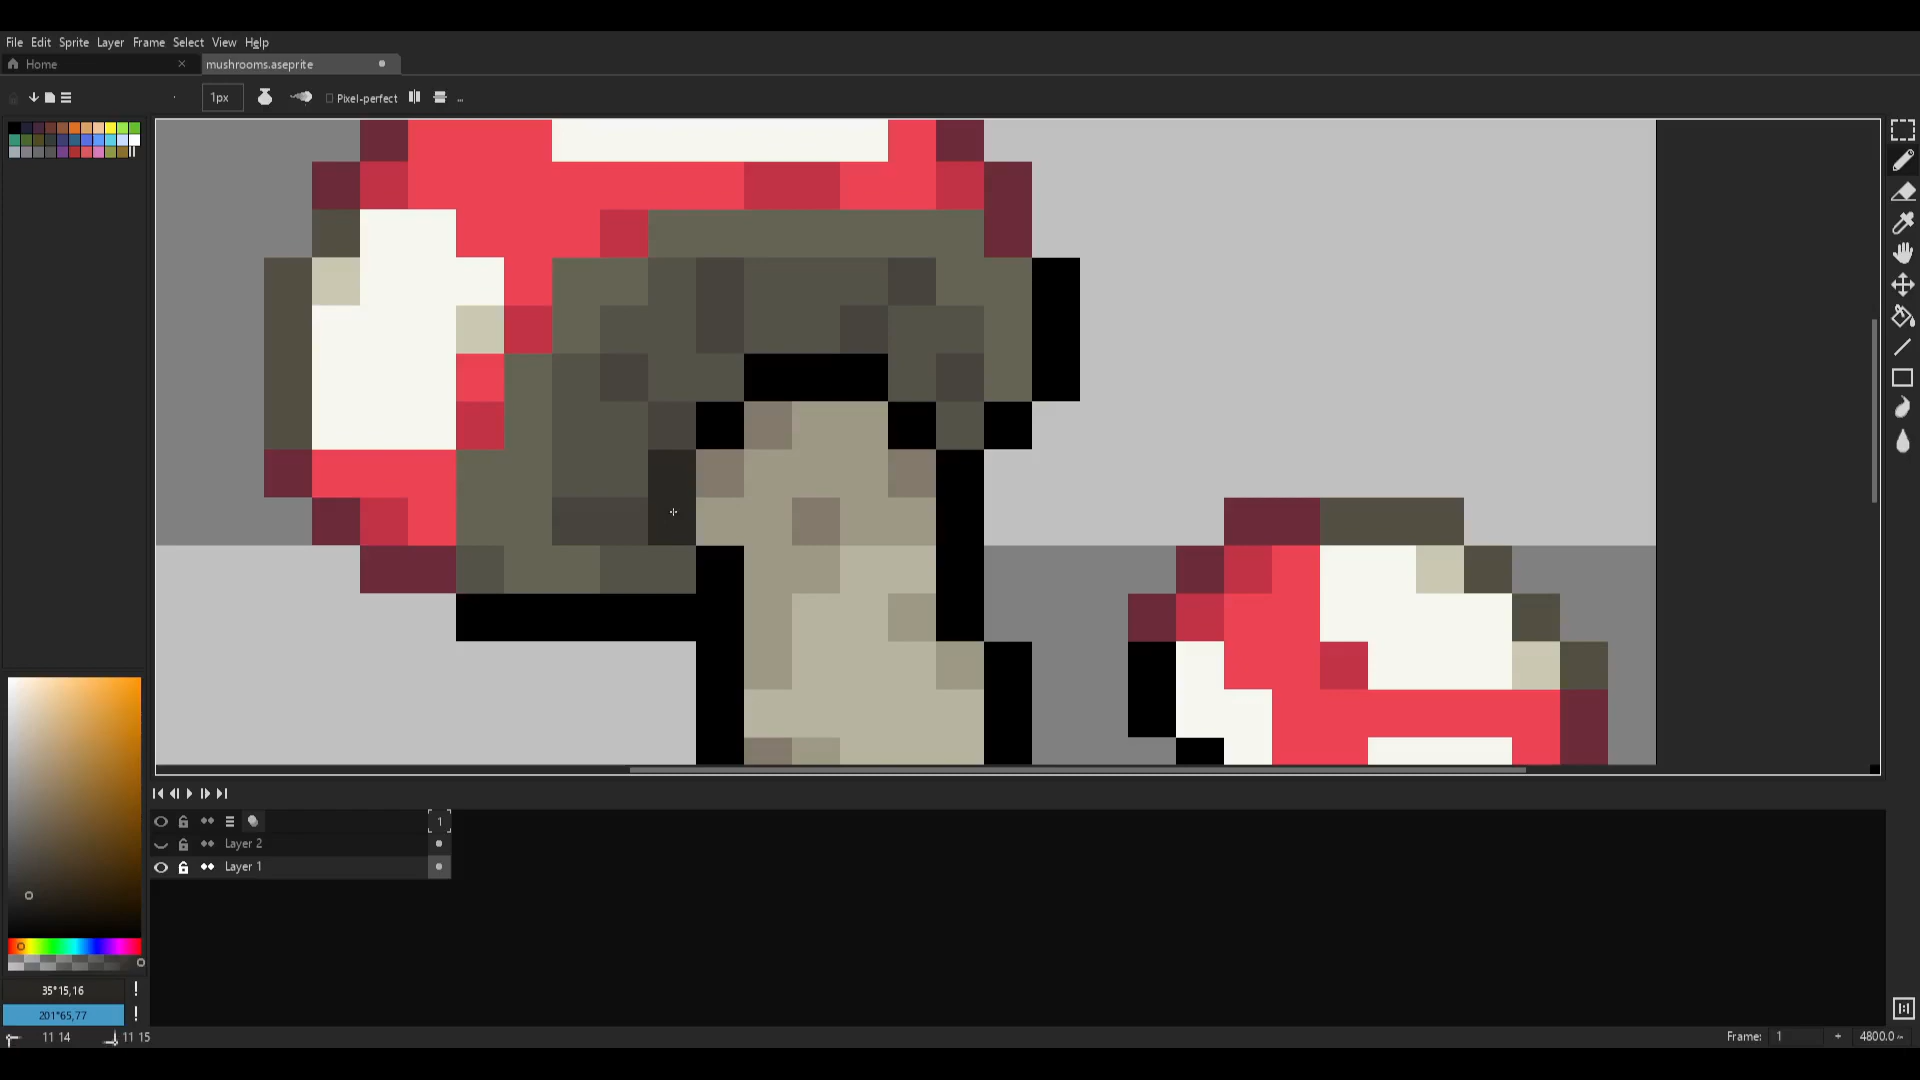 File Edit Sprite Layer Frame Select View Help
Home
mushrooms.aseprite
1px
Pixel-perfect
...
1
Layer 2
Layer 1
35°15,16
!
201°65,77
!
11 14
11 15
Frame: 1
+
4800.0